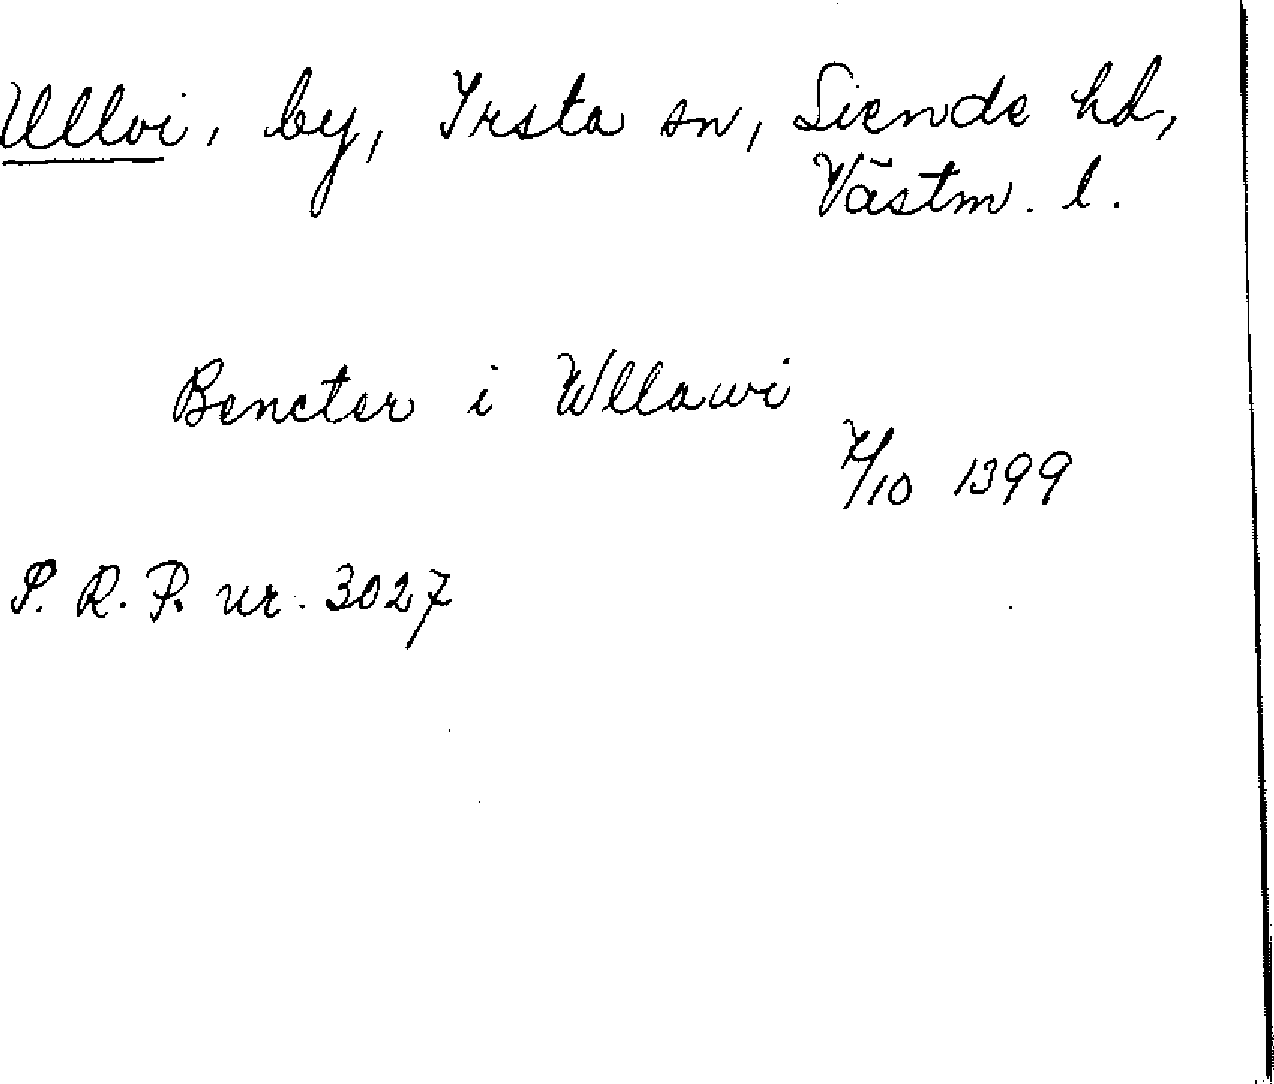 Ullvi, by, Irsta sn, Siende hd,
Västm. l.
Bencter i Wllawi
7/10 1399
S. R. P. nr. 3027